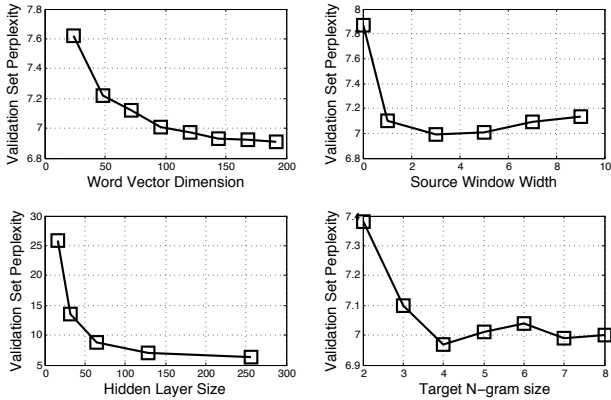 7.8
7.6
7.4
7.2
7
6.8
0 50 100 150 200
Validation Set Perplexity
Word Vector Dimension
8
7.8
7.6
7.4
7.2
7
6.8
0 2 4 6 8 10
Validation Set Perplexity
Source Window Width
30
25
20
15
10
5
0 50 100 150 200 250 300
Validation Set Perplexity
Hidden Layer Size
7.4
7.3
7.2
7.1
7
6.9
2 3 4 5 6 7 8
Validation Set Perplexity
Target N-gram size